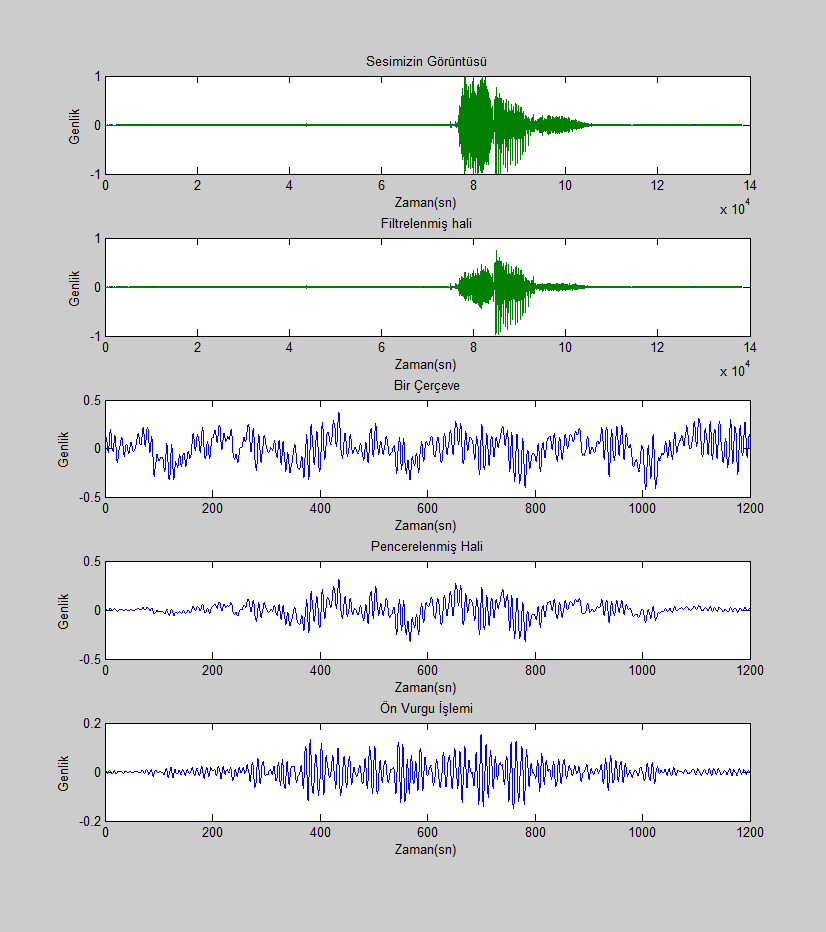 Sesimizin Görüntüsü
1
0
-1
Genlik
0 2 4 6 8 10 12 14
Zaman(sn)
x 10^4
Filtrelenmiş hali
1
0
-1
Genlik
0 2 4 6 8 10 12 14
Zaman(sn)
x 10^4
Bir Çerçeve
0.5
0
-0.5
Genlik
0 200 400 600 800 1000 1200
Zaman(sn)
Pencerelenmiş Hali
0.5
0
-0.5
Genlik
0 200 400 600 800 1000 1200
Zaman(sn)
Ön Vurgu İşlemi
0.2
0
-0.2
Genlik
0 200 400 600 800 1000 1200
Zaman(sn)